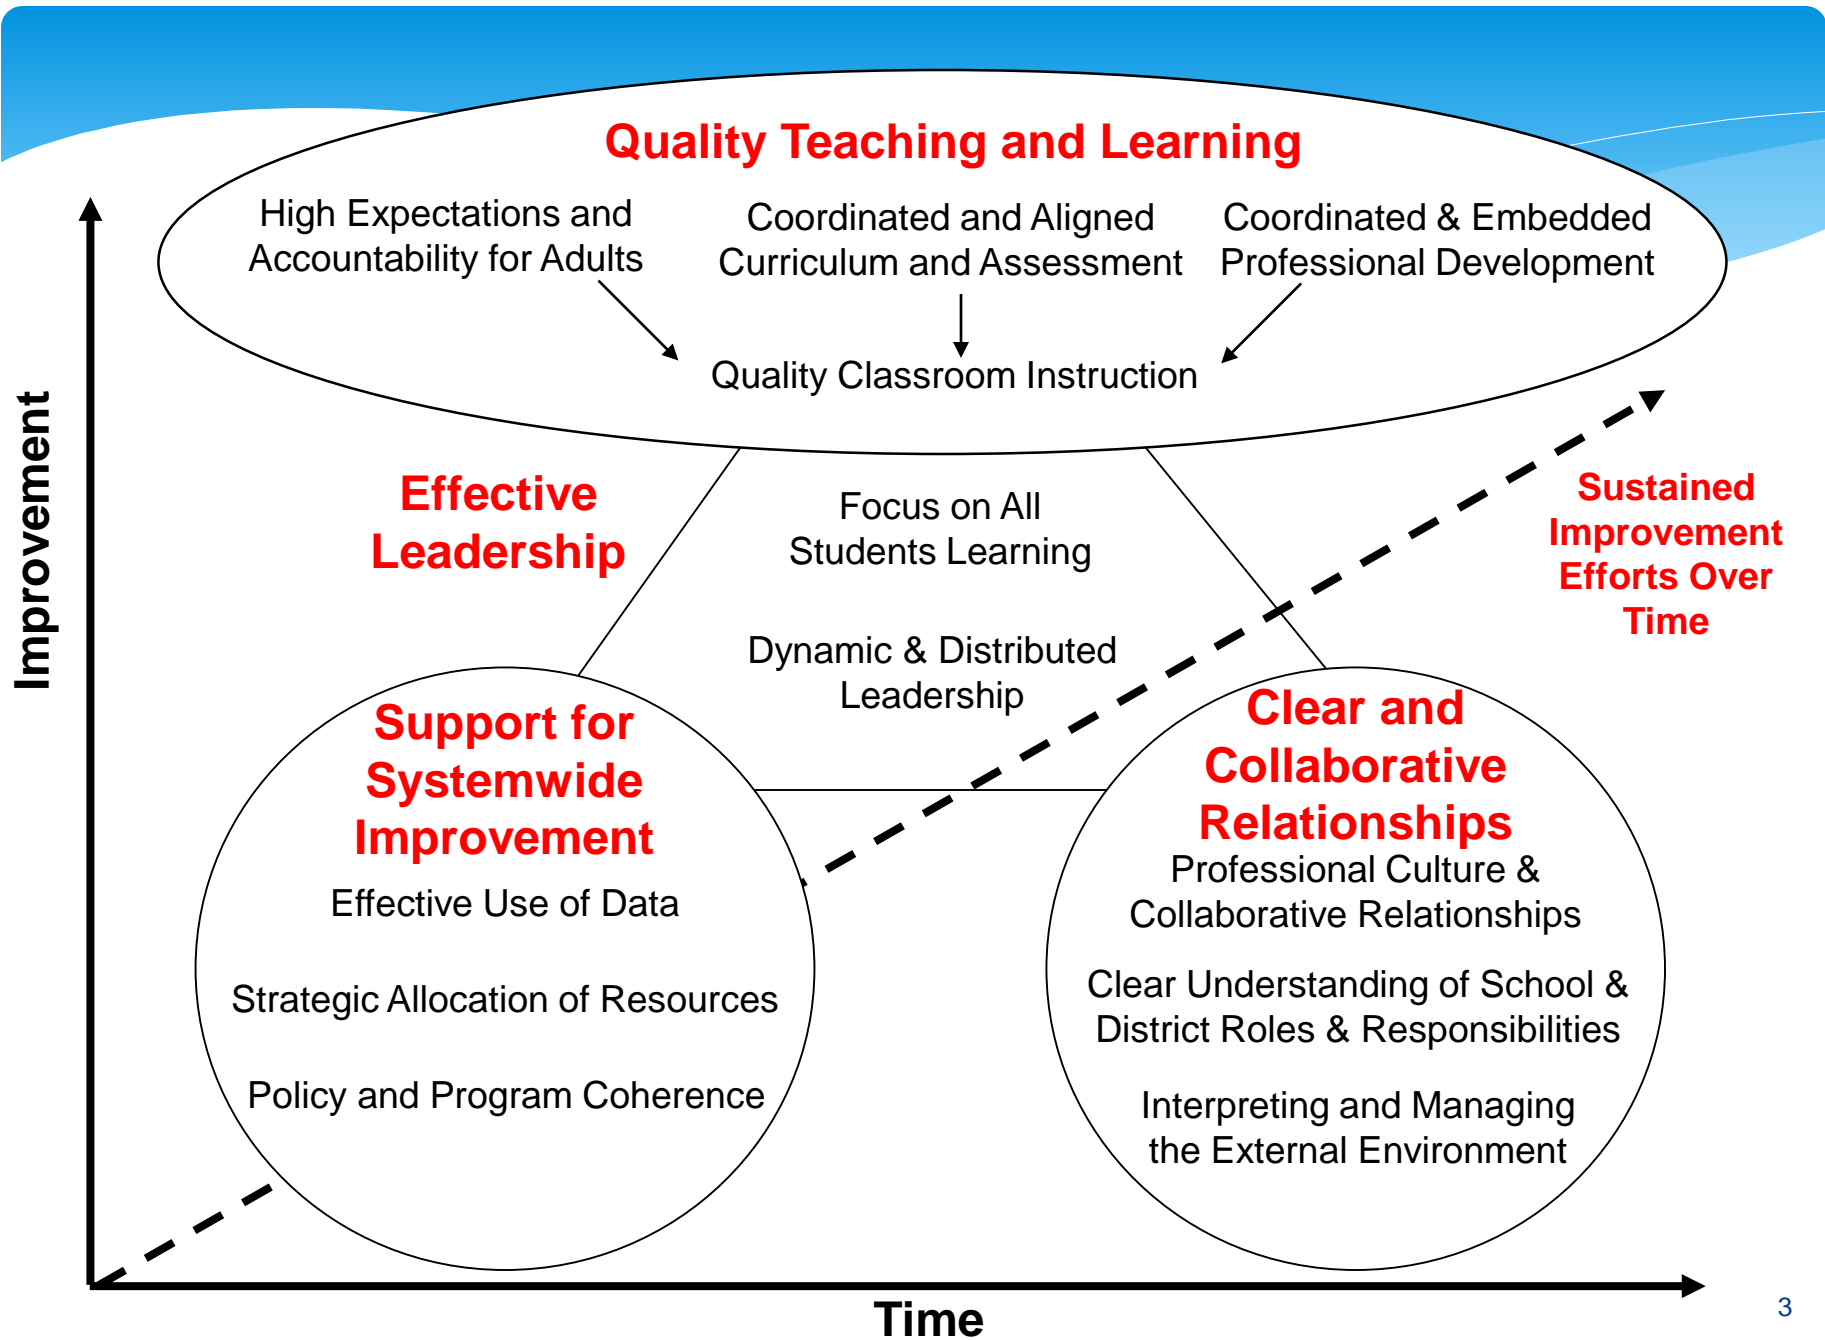 Quality Teaching and Learning
High Expectations and
Accountability for Adults
Coordinated and Aligned
Curriculum and Assessment
Coordinated & Embedded
Professional Development
Quality Classroom Instruction
Improvement
Effective
Leadership
Focus on All
Students Learning
Dynamic & Distributed
Leadership
Sustained
Improvement
Efforts Over
Time
Support for
Systemwide
Improvement
Effective Use of Data
Strategic Allocation of Resources
Policy and Program Coherence
Clear and
Collaborative
Relationships
Professional Culture &
Collaborative Relationships
Clear Understanding of School &
District Roles & Responsibilities
Interpreting and Managing
the External Environment
Time
3